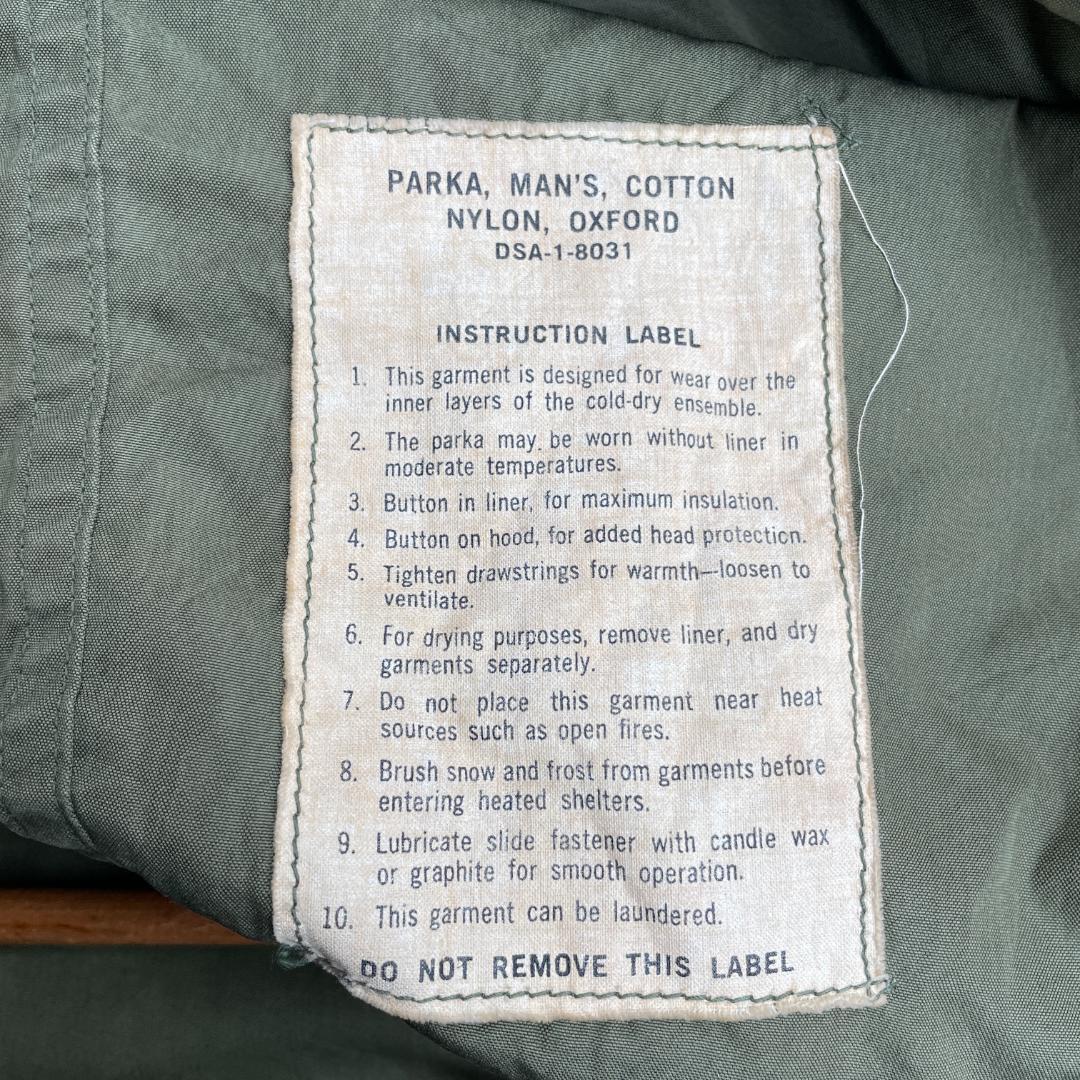 PARKA, MAN'S, COTTON
NYLON, OXFORD
DSA-1-8031
INSTRUCTION LABEL
1. This garment is designed for wear over the
inner layers of the cold-dry ensemble.
2. The parka may be worn without liner in
moderate temperatures.
3. Button in liner, for maximum insulation.
4. Button on hood, for added head protection.
5. Tighten drawstrings for warmth—loosen to
ventilate.
6. For drying purposes, remove liner, and dry
garments separately.
7. Do not place this garment near heat
sources such as open fires.
8. Brush snow and frost from garments before
entering heated shelters.
9. Lubricate slide fastener with candle wax
or graphite for smooth operation.
10. This garment can be laundered.
DO NOT REMOVE THIS LABEL